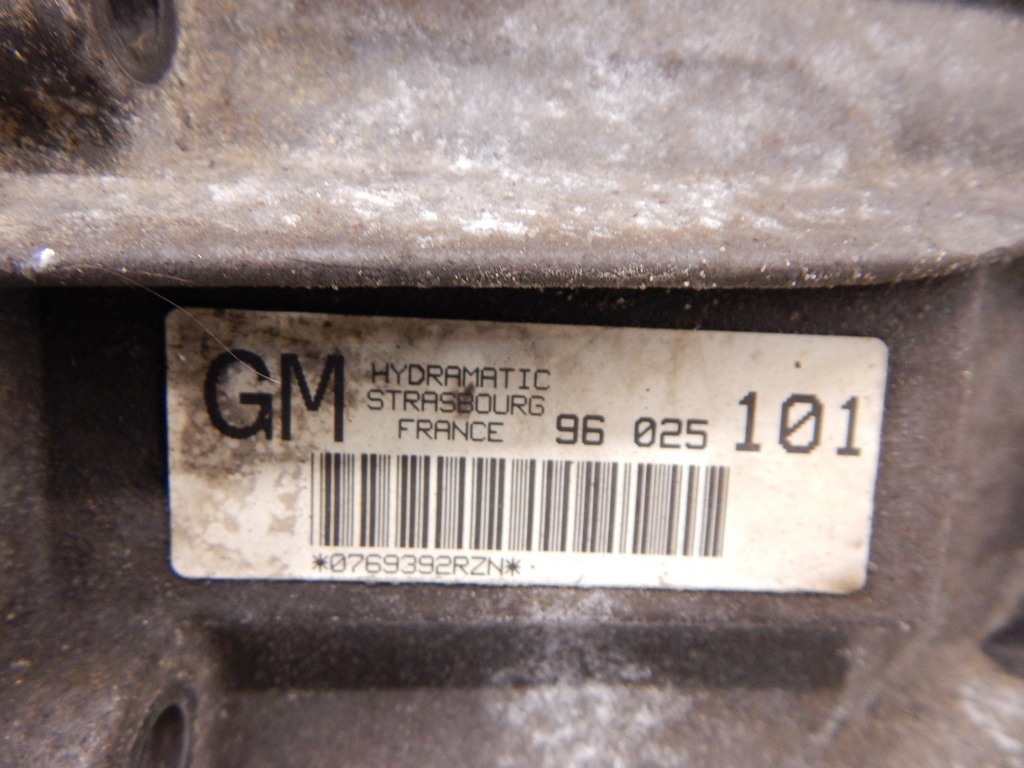 GM
HYDRAMATIC
STRASBOURG
FRANCE 96 025 101
*0769392RZN*